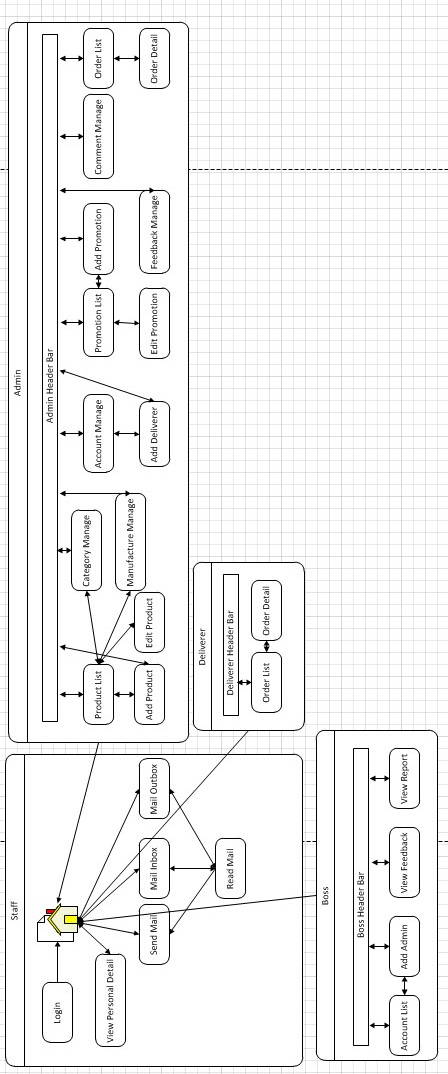 Staff
Login
View Personal Detail
Send Mail
Mail Inbox
Mail Outbox
Read Mail
Admin
Admin Header Bar
Product List
Add Product
Edit Product
Category Manage
Manufacture Manage
Account Manage
Add Deliverer
Promotion List
Edit Promotion
Add Promotion
Feedback Manage
Comment Manage
Order List
Order Detail
Deliverer
Deliverer Header Bar
Order List
Order Detail
Boss
Boss Header Bar
Account List
Add Admin
View Feedback
View Report